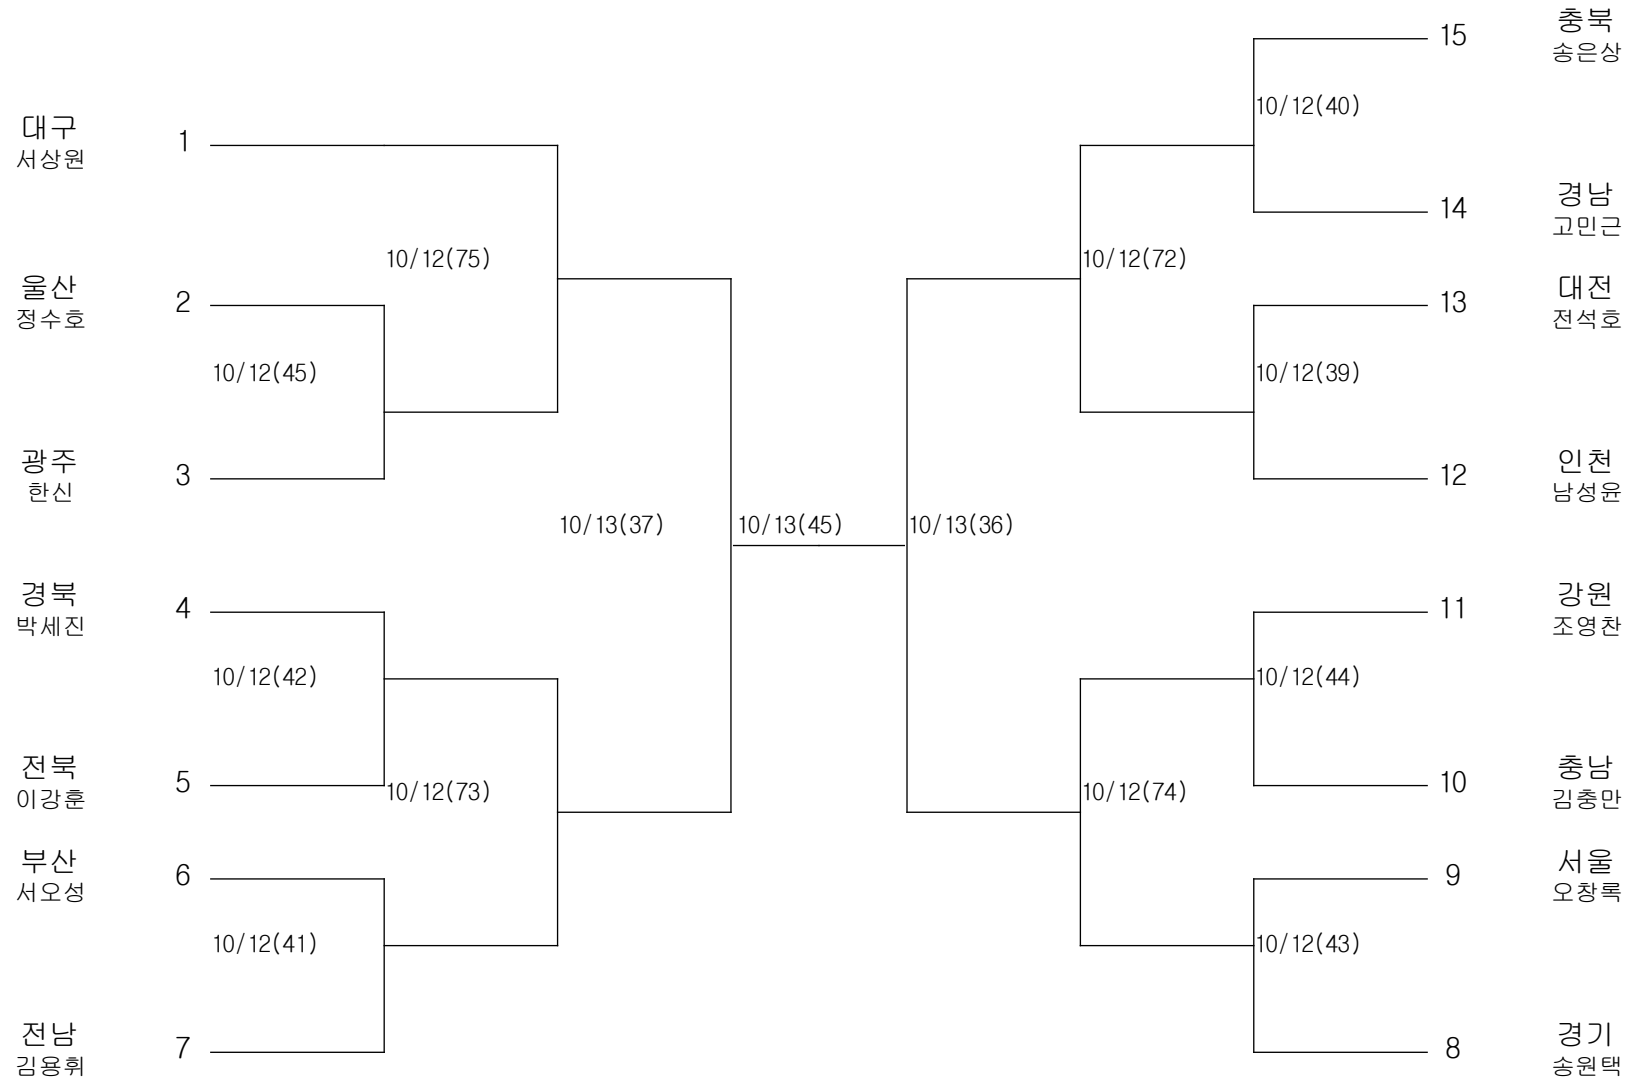 대구
서상원
1
10/12(75)
울산
정수호
2
10/12(45)
광주
한신
3
10/13(37)
경북
박세진
4
10/12(42)
전북
이강훈
5
10/12(73)
부산
서오성
6
10/12(41)
전남
김용휘
7
10/13(45)
10/13(36)
15
충북
송은상
10/12(40)
14
경남
고민근
10/12(72)
13
대전
전석호
10/12(39)
12
인천
남성윤
11
강원
조영찬
10/12(44)
10
충남
김충만
10/12(74)
9
서울
오창록
10/12(43)
8
경기
송원택